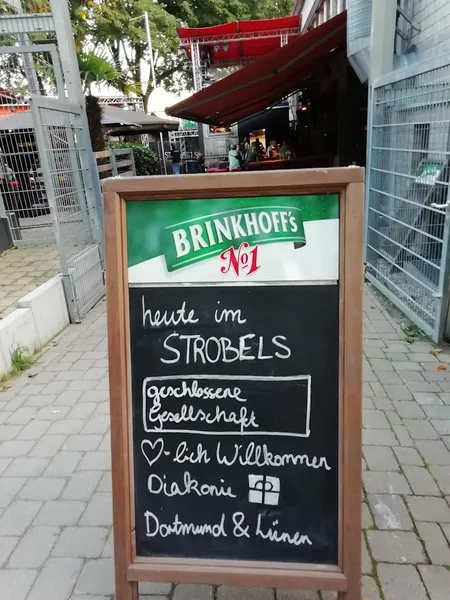 BRINKHOFF's
No1
heute im
STROBELS
geschlossene
Gesellschaft
♡-lich Willkommen
Diakonie
Dortmund & Lünen